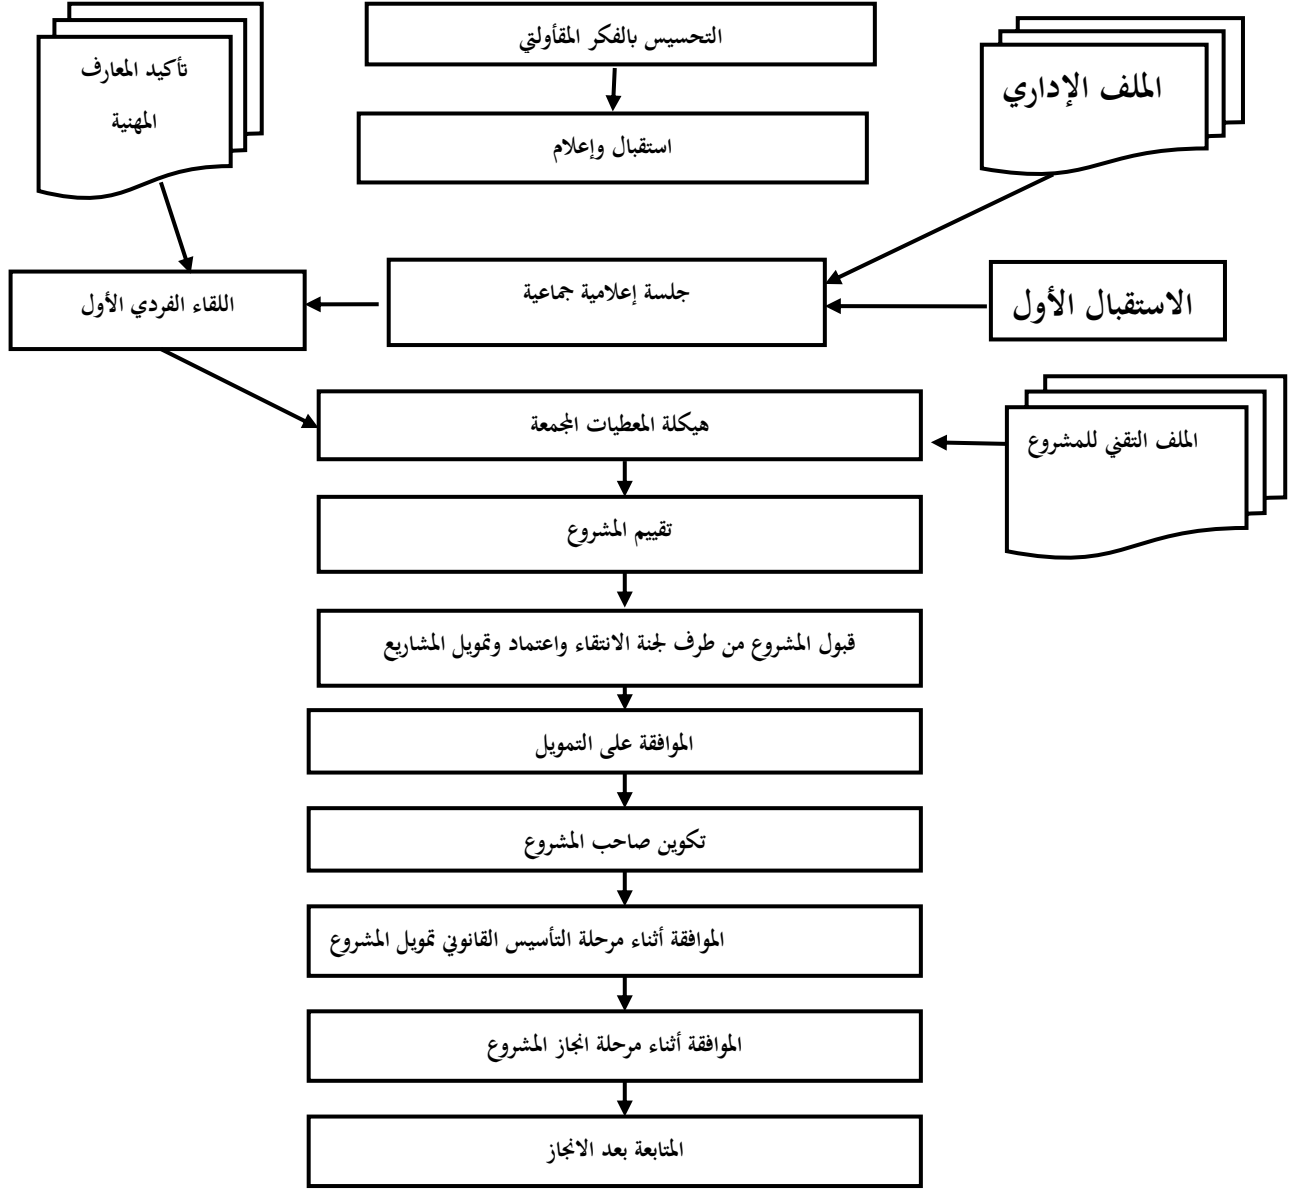 التحسيس بالفكر المقأولتي
الملف الإداري
تأكيد المعارف
المهنية
استقبال وإعلام
الاستقبال الأول
جلسة إعلامية جماعية
اللقاء الفردي الأول
هيكلة المعطيات المجمعة
الملف التقني للمشروع
تقييم المشروع
قبول المشروع من طرف لجنة الانتقاء واعتماد وتمويل المشاريع
الموافقة على التمويل
تكوين صاحب المشروع
الموافقة أثناء مرحلة التأسيس القانوني تمويل المشروع
الموافقة أثناء مرحلة انجاز المشروع
المتابعة بعد الانجاز